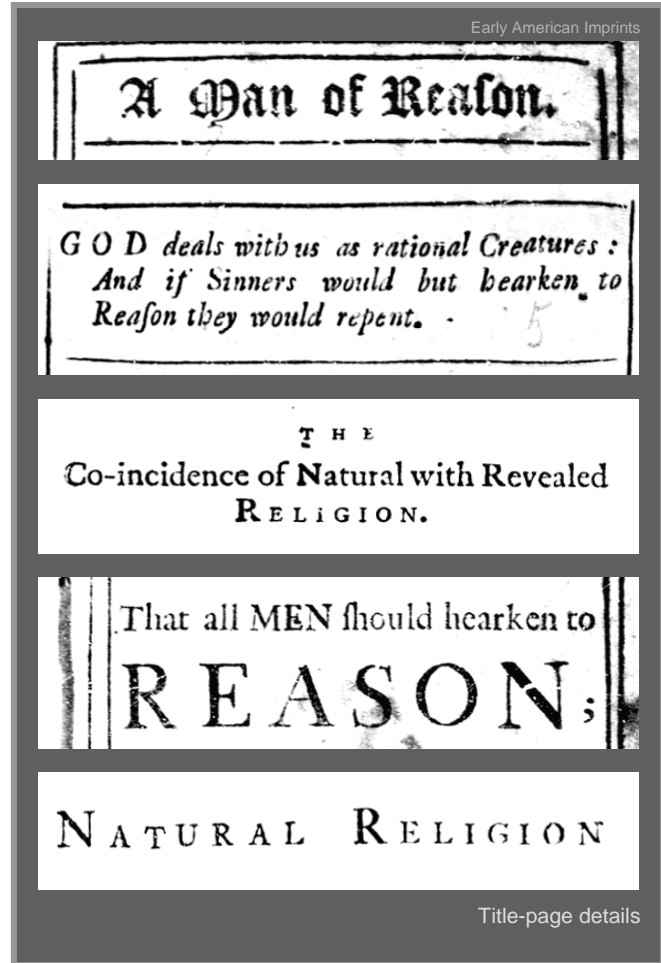 Early American Imprints
A Man of Reaſon.
GOD deals with us as rational Creatures :
And if Sinners would but hearken to
Reaſon they would repent.
5
THE
Co-incidence of Natural with Revealed
RELIGION.
That all MEN ſhould hearken to
REASON;
NATURAL RELIGION
Title-page details